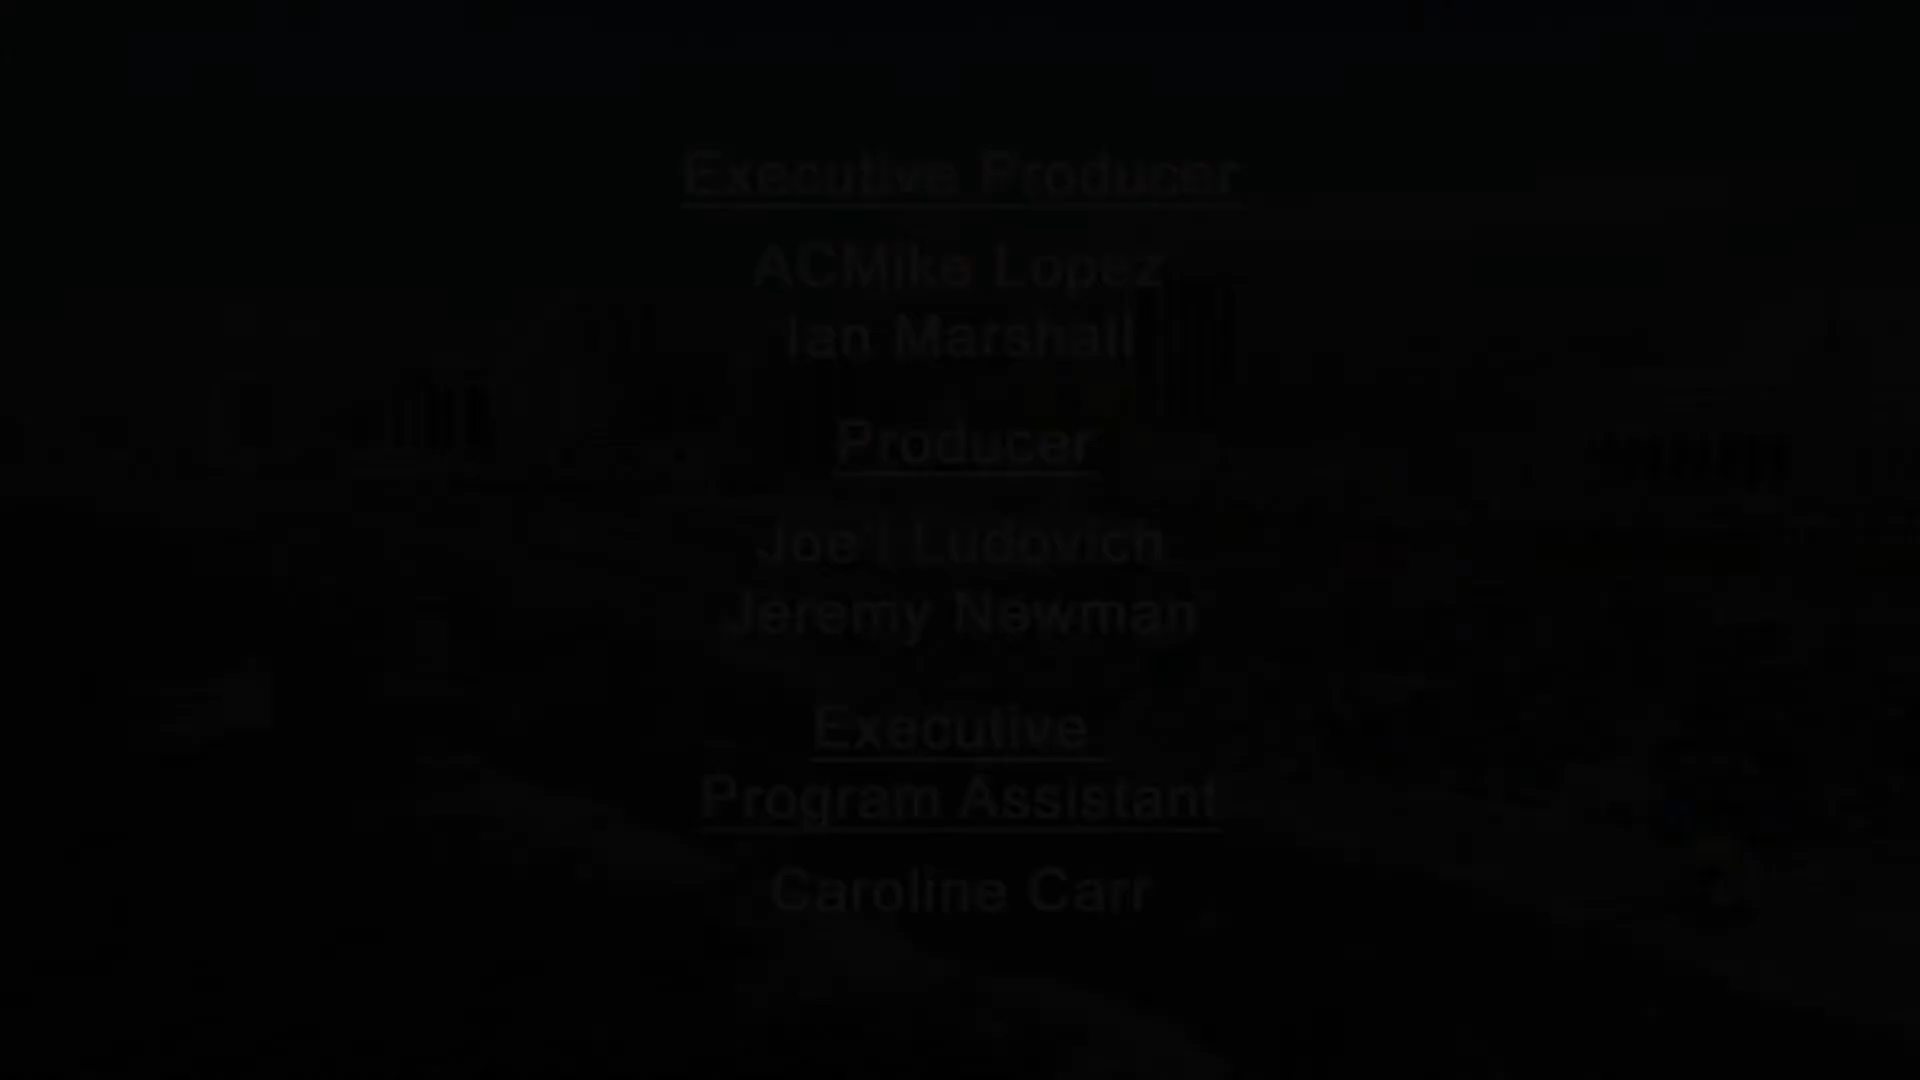 Executive Producer
ACMike Lopez
Ian Marshall
Producer
Joe'l Ludovich
Jeremy Newman
Executive
Program Assistant
Caroline Carr